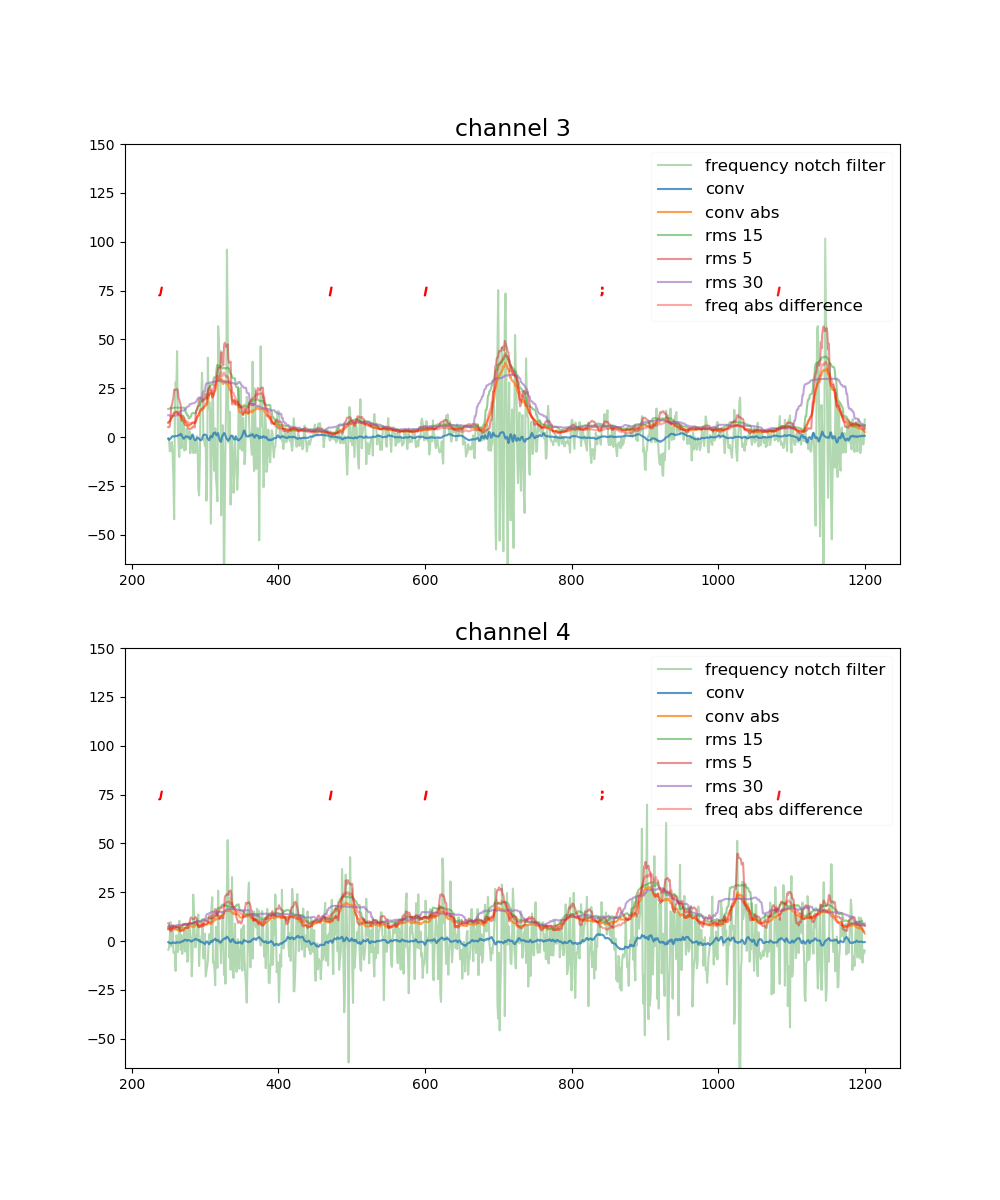 channel 3
150
125
100
75
50
25
0
−25
−50
frequency notch filter
conv
conv abs
rms 15
rms 5
rms 30
freq abs difference
J l l ; l
200 400 600 800 1000 1200
channel 4
150
125
100
75
50
25
0
−25
−50
frequency notch filter
conv
conv abs
rms 15
rms 5
rms 30
freq abs difference
J l l ; l
200 400 600 800 1000 1200